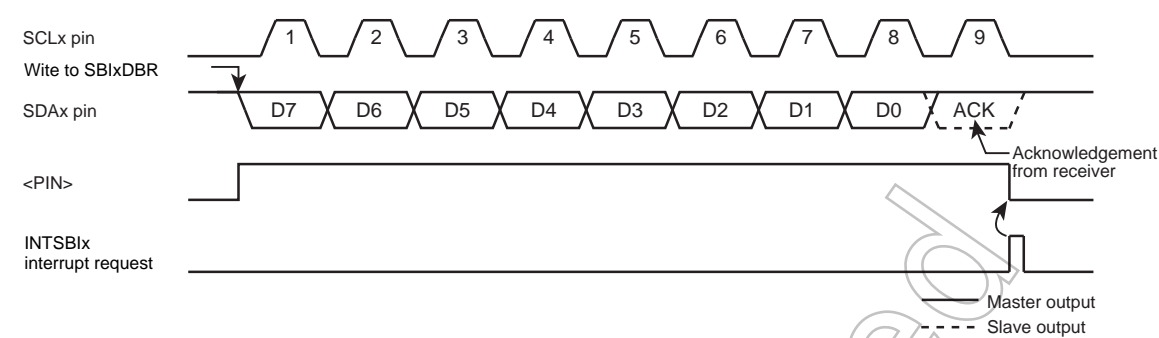 SCLx pin
1 2 3 4 5 6 7 8 9
Wite to SBIxDBR
SDAx pin
D7 D6 D5 D4 D3 D2 D1 D0 ACK
Acknowledgement
from receiver
<PIN>
INTSBIx
interrupt request
Master output
Slave output